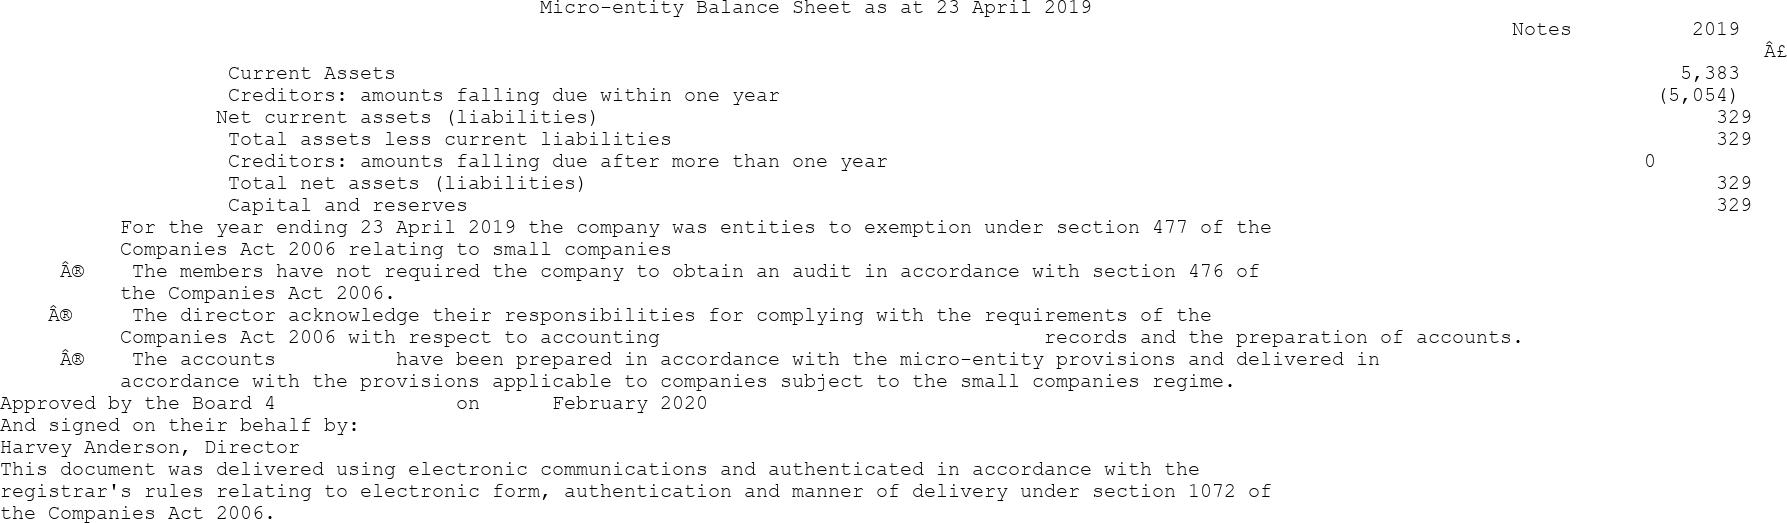 Micro-entity Balance Sheet as at 23 April 2019
Notes 2019
Â£
Current Assets 5,383
Creditors: amounts falling due within one year (5,054)
Net current assets (liabilities) 329
Total assets less current liabilities 329
Creditors: amounts falling due after more than one year 0
Total net assets (liabilities) 329
Capital and reserves 329
For the year ending 23 April 2019 the company was entities to exemption under section 477 of the
Companies Act 2006 relating to small companies
Â® The members have not required the company to obtain an audit in accordance with section 476 of
the Companies Act 2006.
Â® The director acknowledge their responsibilities for complying with the requirements of the
Companies Act 2006 with respect to accounting records and the preparation of accounts.
Â® The accounts have been prepared in accordance with the micro-entity provisions and delivered in
accordance with the provisions applicable to companies subject to the small companies regime.
Approved by the Board 4 on February 2020
And signed on their behalf by:
Harvey Anderson, Director
This document was delivered using electronic communications and authenticated in accordance with the
registrar's rules relating to electronic form, authentication and manner of delivery under section 1072 of
the Companies Act 2006.